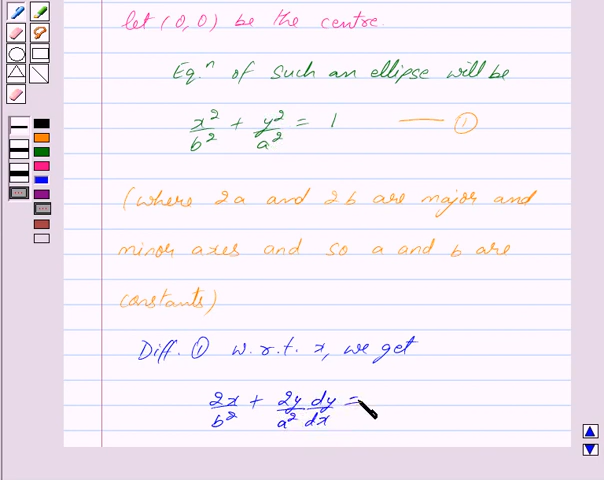 let (0,0) be the centre.
Eq.ⁿ of such an ellipse will be
x²/b² + y²/a² = 1 —— ①
(where 2a and 2b are major and
minor axes and so a and b are
constants)
Diff. ① w.r.t. x, we get
2x/b² + 2y/a² dy/dx =